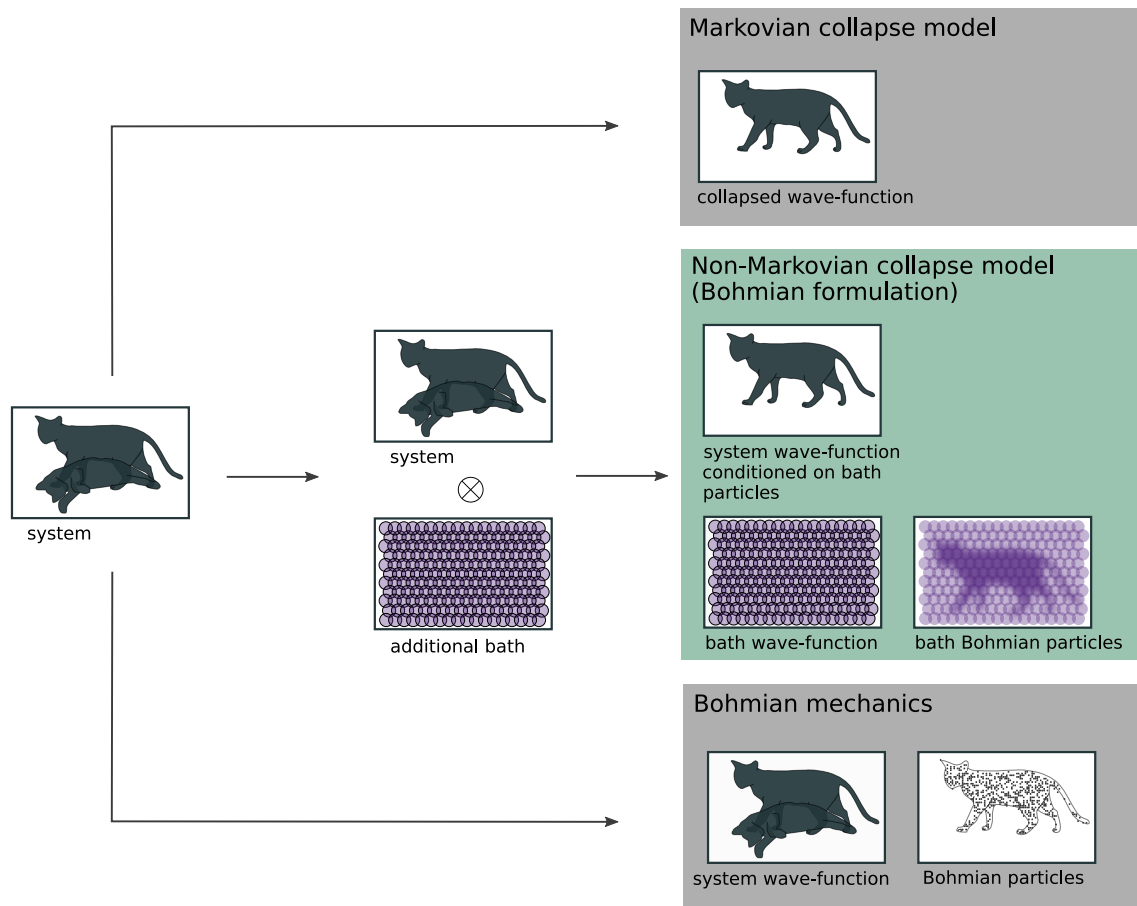 Markovian collapse model
collapsed wave-function
Non-Markovian collapse model
(Bohmian formulation)
system wave-function
conditioned on bath
particles
bath wave-function
bath Bohmian particles
system
⊗
additional bath
system
Bohmian mechanics
system wave-function
Bohmian particles